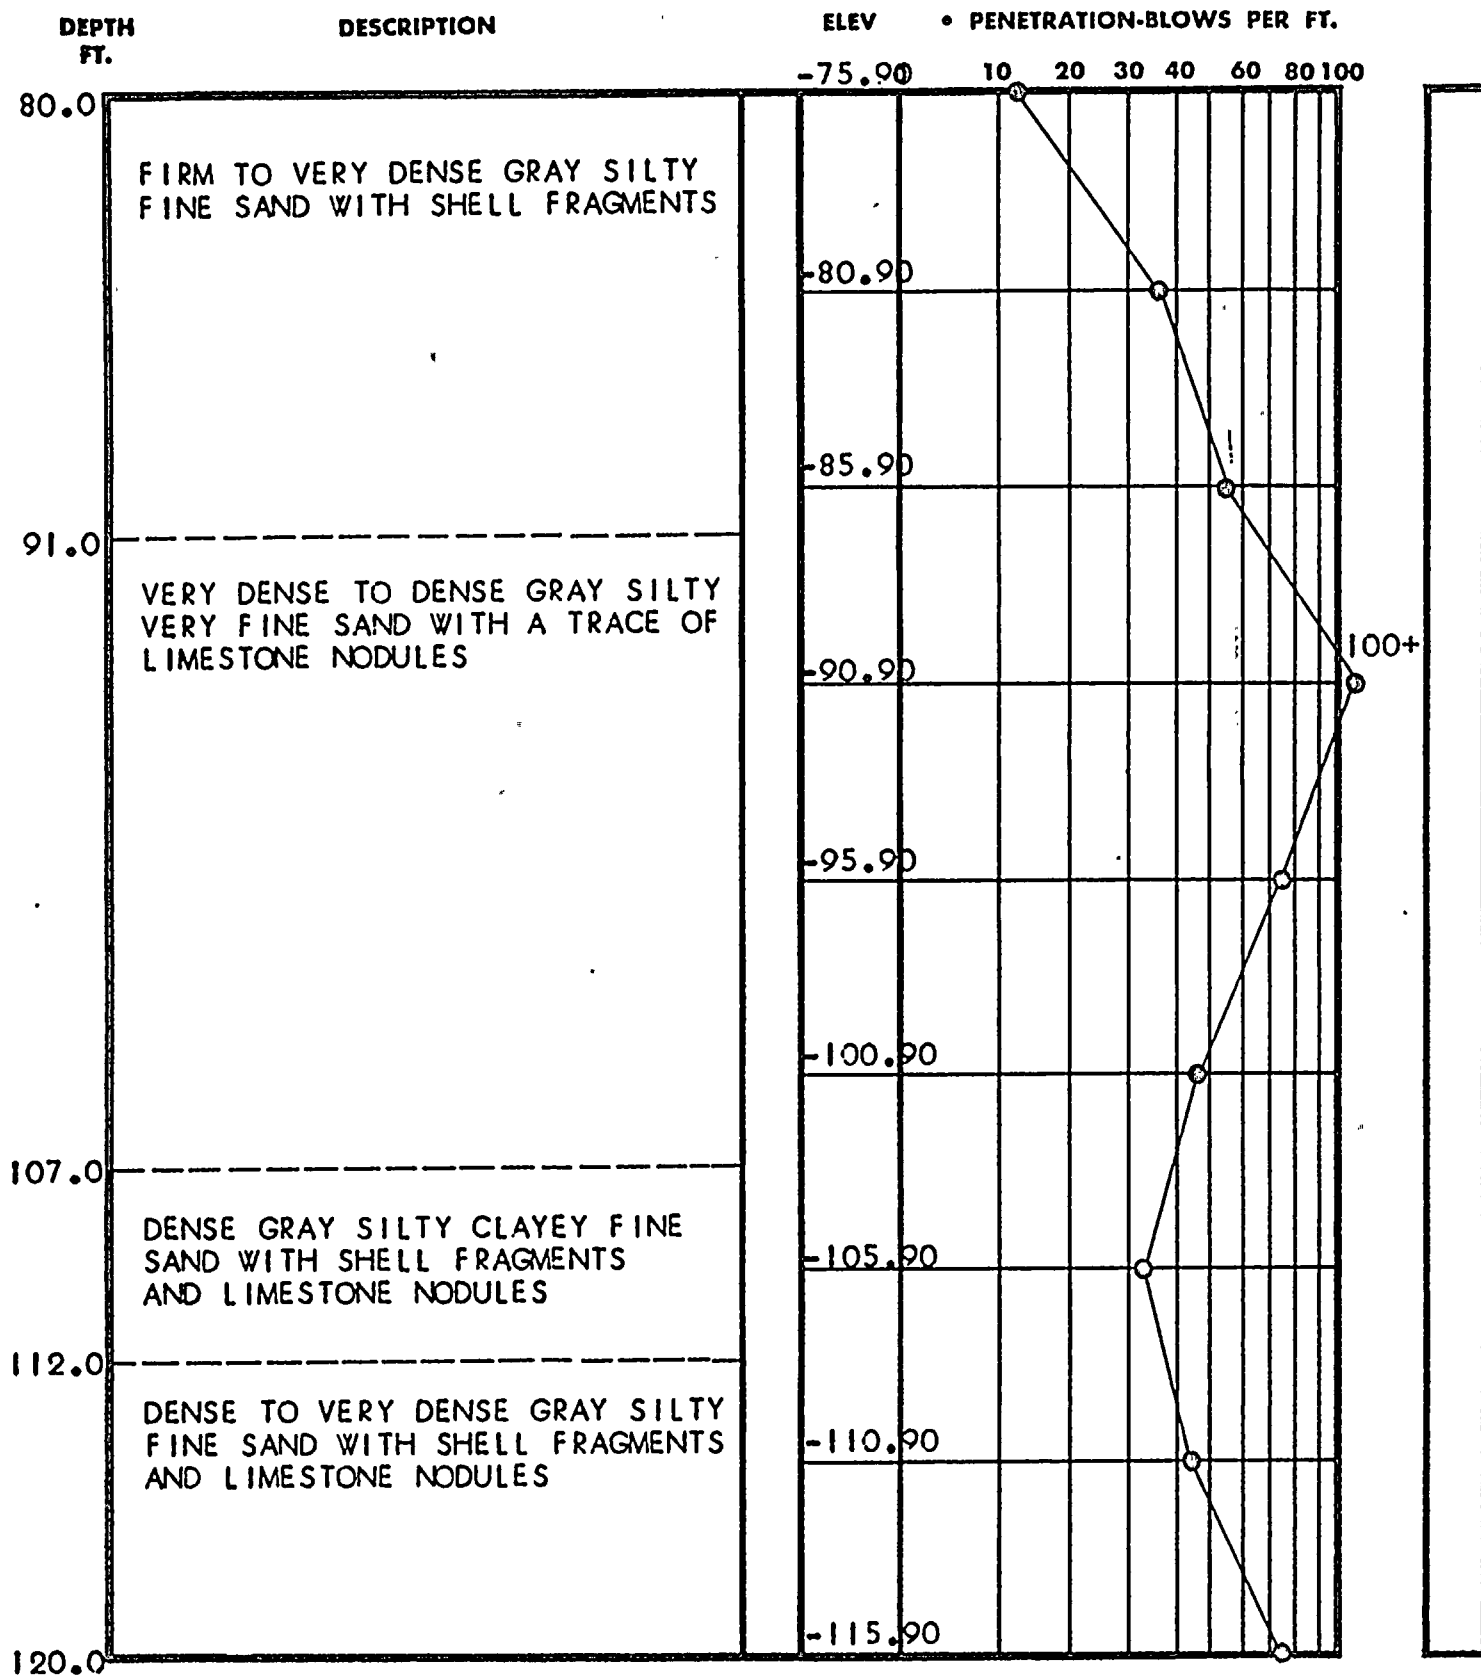 DEPTH FT. DESCRIPTION ELEV • PENETRATION-BLOWS PER FT.
-75.90 10 20 30 40 60 80 100
80.0
FIRM TO VERY DENSE GRAY SILTY
FINE SAND WITH SHELL FRAGMENTS
-80.90
-85.90
91.0
VERY DENSE TO DENSE GRAY SILTY
VERY FINE SAND WITH A TRACE OF
LIMESTONE NODULES
100+
-90.90
-95.90
-100.90
107.0
DENSE GRAY SILTY CLAYEY FINE
SAND WITH SHELL FRAGMENTS
AND LIMESTONE NODULES
-105.90
112.0
DENSE TO VERY DENSE GRAY SILTY
FINE SAND WITH SHELL FRAGMENTS
AND LIMESTONE NODULES
-110.90
-115.90
120.0